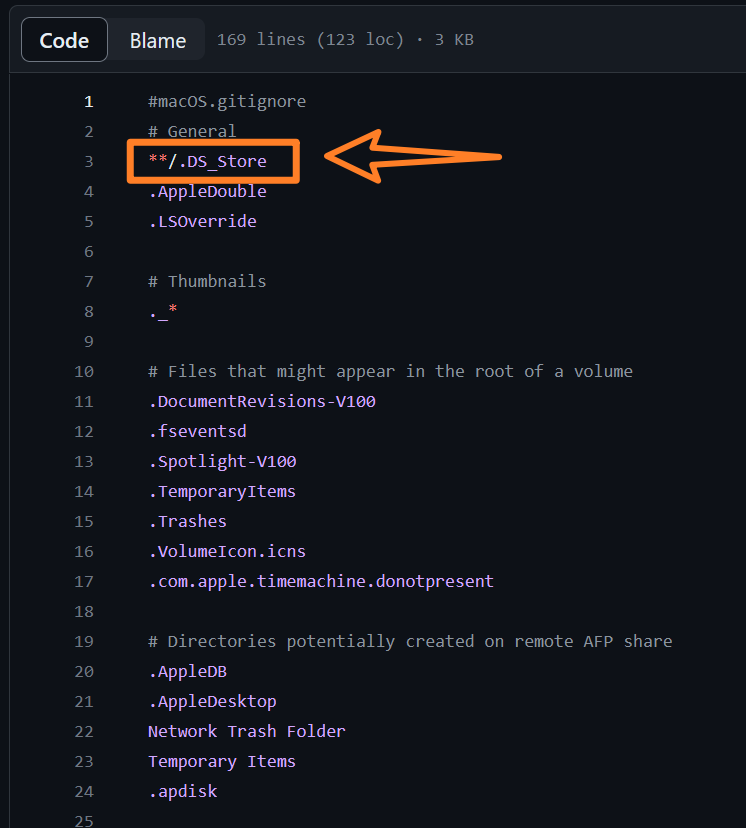 Code Blame 169 lines (123 loc) · 3 KB
1 #macOS.gitignore
2 # General
3 **/.DS_Store
4 .AppleDouble
5 .LSOverride
6
7 # Thumbnails
8 ._*
9
10 # Files that might appear in the root of a volume
11 .DocumentRevisions-V100
12 .fseventsd
13 .Spotlight-V100
14 .TemporaryItems
15 .Trashes
16 .VolumeIcon.icns
17 .com.apple.timemachine.donotpresent
18
19 # Directories potentially created on remote AFP share
20 .AppleDB
21 .AppleDesktop
22 Network Trash Folder
23 Temporary Items
24 .apdisk
25